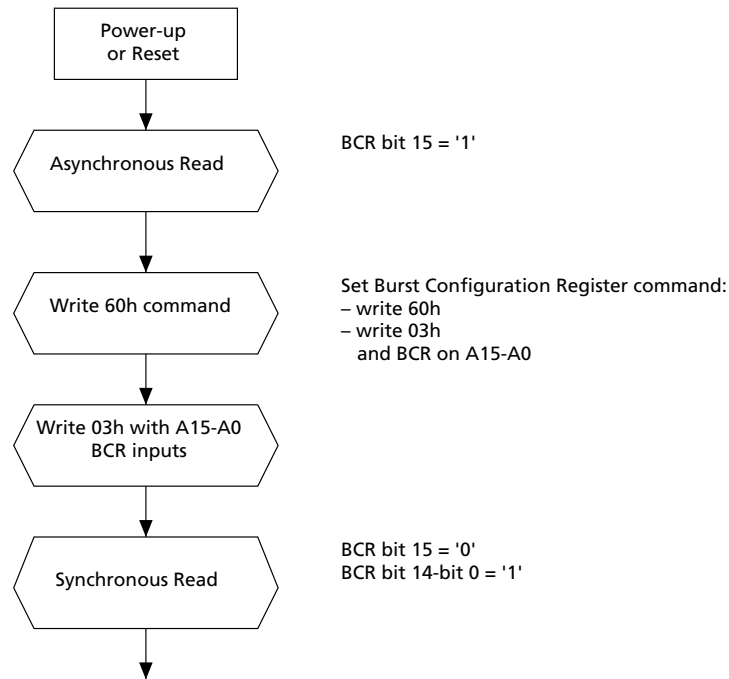 Power-up
or Reset
Asynchronous Read
BCR bit 15 = '1'
Write 60h command
Set Burst Configuration Register command:
– write 60h
– write 03h
and BCR on A15-A0
Write 03h with A15-A0
BCR inputs
Synchronous Read
BCR bit 15 = '0'
BCR bit 14-bit 0 = '1'